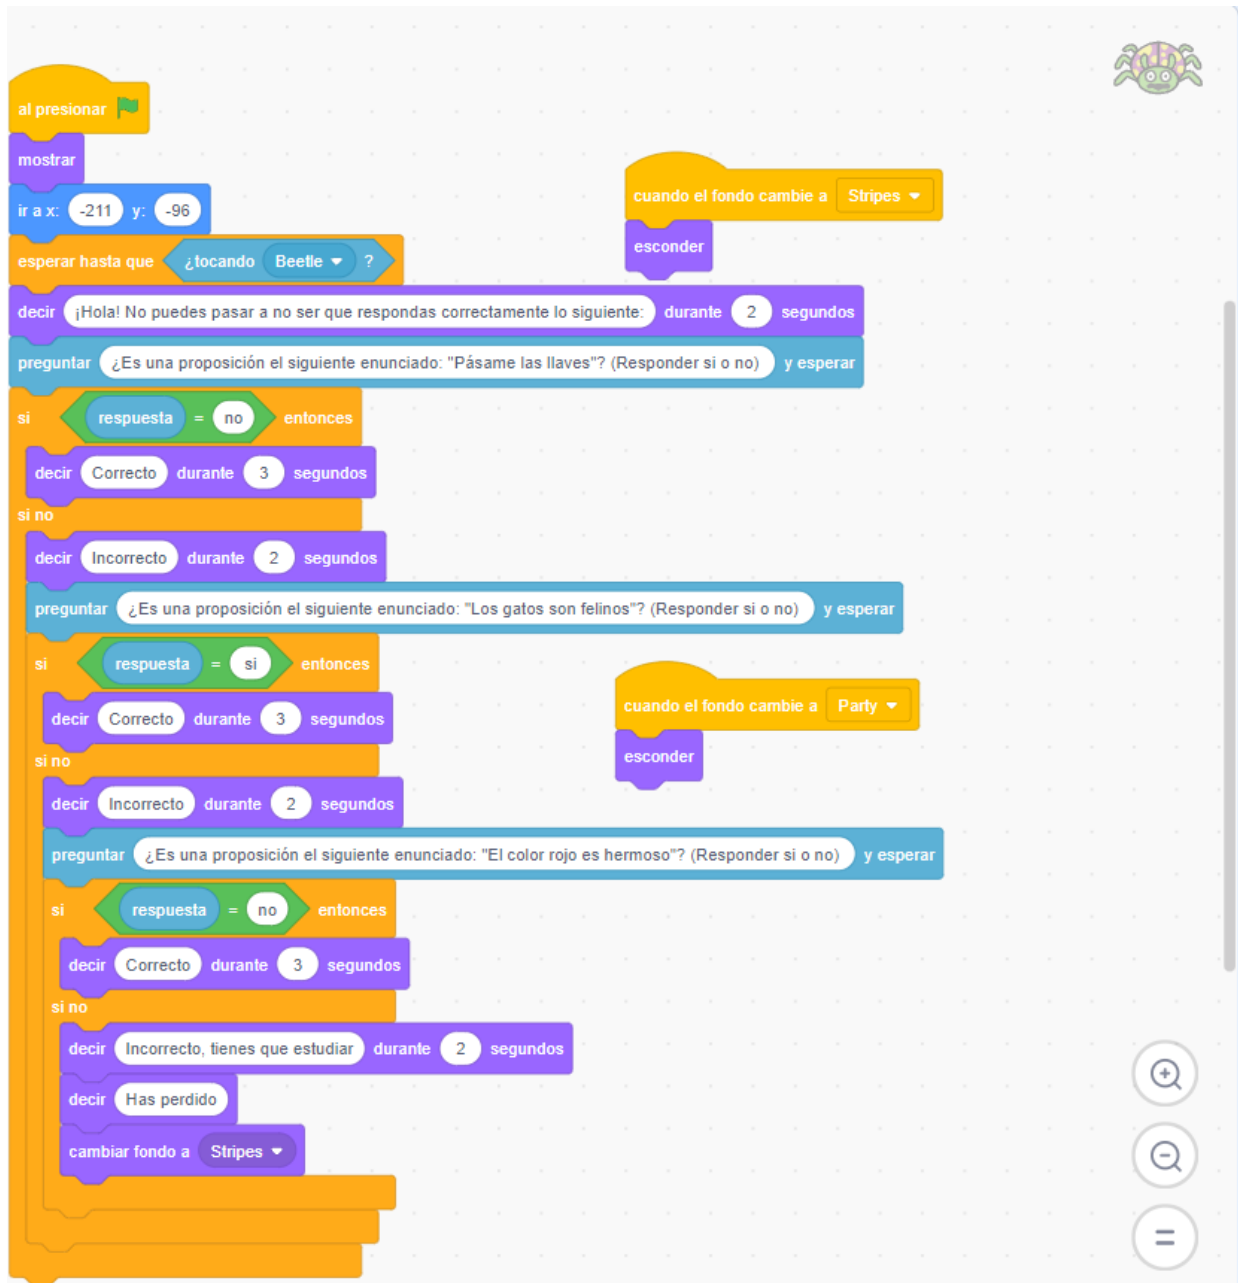 al presionar
mostrar
ir a x: -211 y: -96
esperar hasta que ¿tocando Beetle ?
decir ¡Hola! No puedes pasar a no ser que respondas correctamente lo siguiente: durante 2 segundos
preguntar ¿Es una proposición el siguiente enunciado: "Pásame las llaves"? (Responder si o no) y esperar
si respuesta = no entonces
decir Correcto durante 3 segundos
si no
decir Incorrecto durante 2 segundos
preguntar ¿Es una proposición el siguiente enunciado: "Los gatos son felinos"? (Responder si o no) y esperar
si respuesta = si entonces
decir Correcto durante 3 segundos
si no
decir Incorrecto durante 2 segundos
preguntar ¿Es una proposición el siguiente enunciado: "El color rojo es hermoso"? (Responder si o no) y esperar
si respuesta = no entonces
decir Correcto durante 3 segundos
si no
decir Incorrecto, tienes que estudiar durante 2 segundos
decir Has perdido
cambiar fondo a Stripes
cuando el fondo cambie a Stripes
esconder
cuando el fondo cambie a Party
esconder